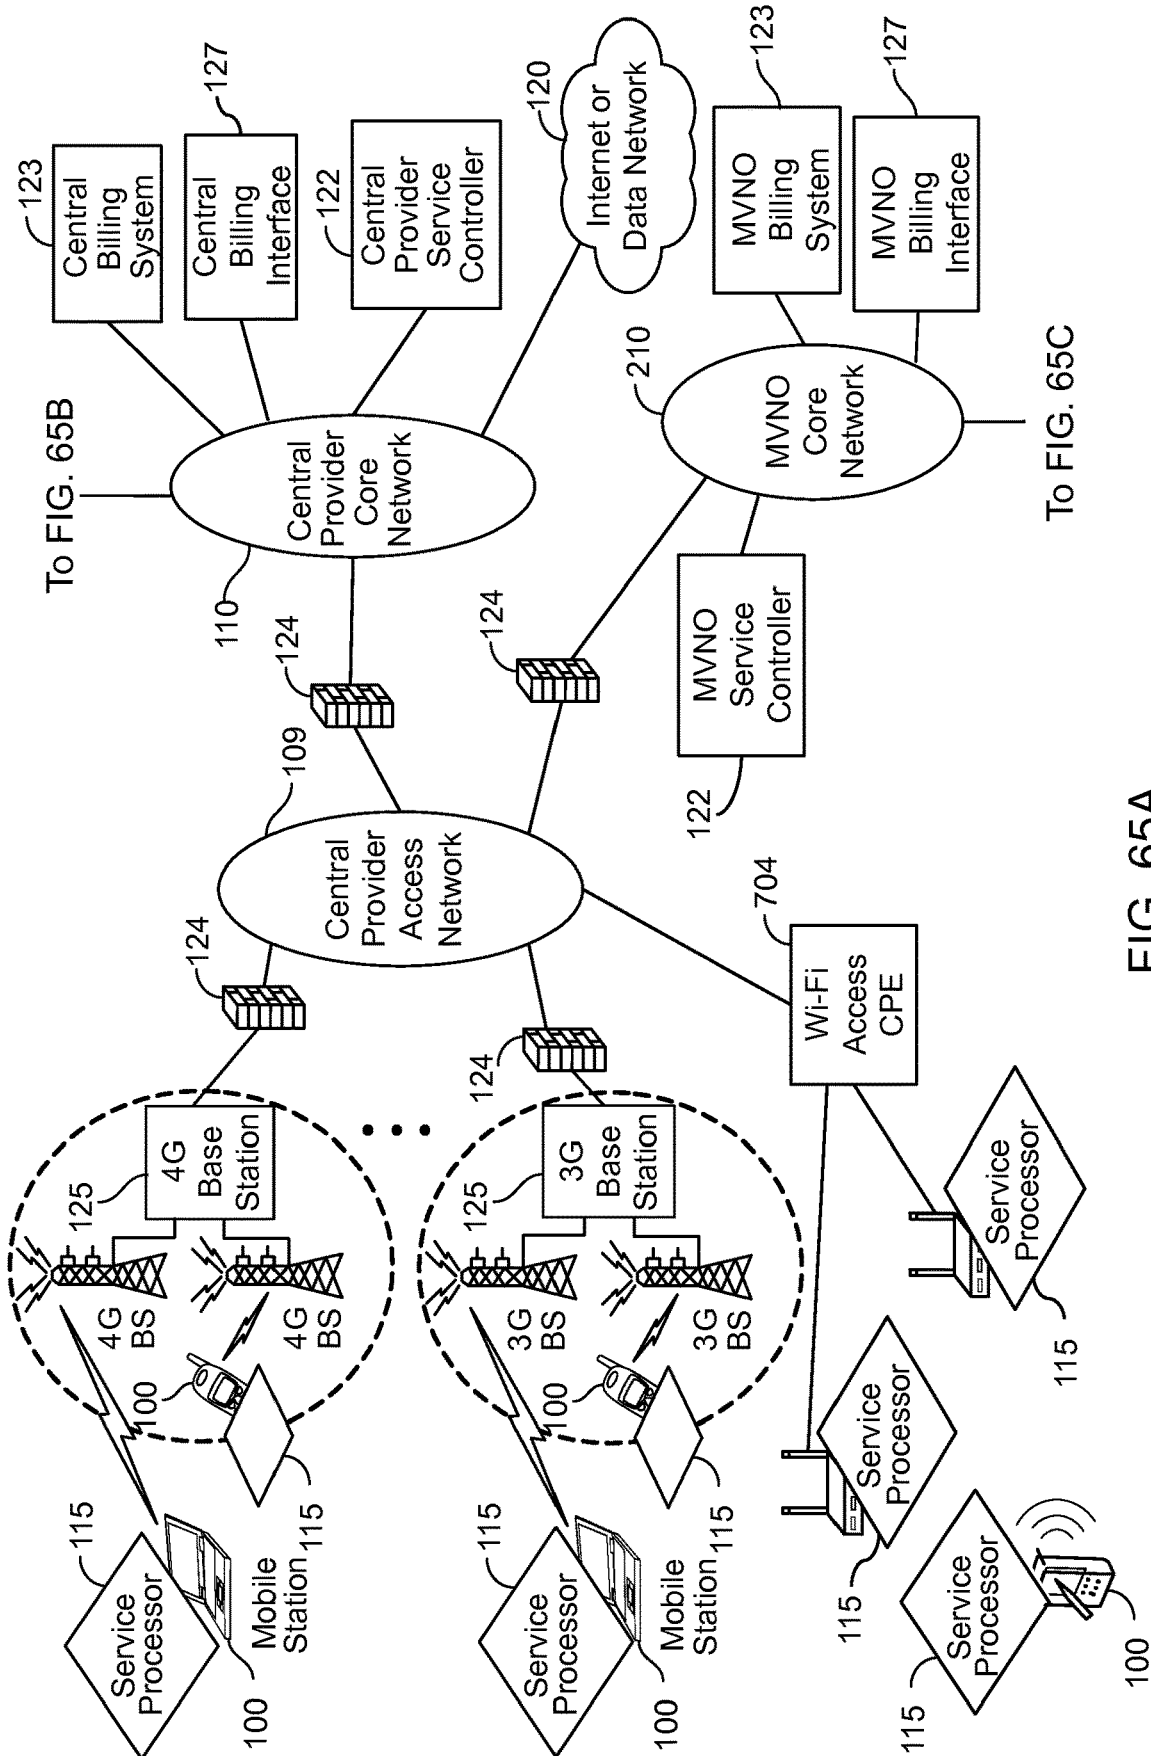 115
Service
Processor
100
Mobile
Station
100
115
4G
BS
4G
BS
125
4G
Base
Station
124
115
Service
Processor
100
Mobile
Station
100
115
3G
BS
3G
BS
125
3G
Base
Station
124
109
Central
Provider
Access
Network
124
124
110
To FIG. 65B
Central
Provider
Core
Network
123
Central
Billing
System
127
Central
Billing
Interface
122
Central
Provider
Service
Controller
120
Internet or
Data Network
115
Service
Processor
100
115
Service
Processor
115
Service
Processor
704
Wi-Fi
Access
CPE
122
MVNO
Service
Controller
210
MVNO
Core
Network
123
MVNO
Billing
System
127
MVNO
Billing
Interface
To FIG. 65C
FIG. 65A